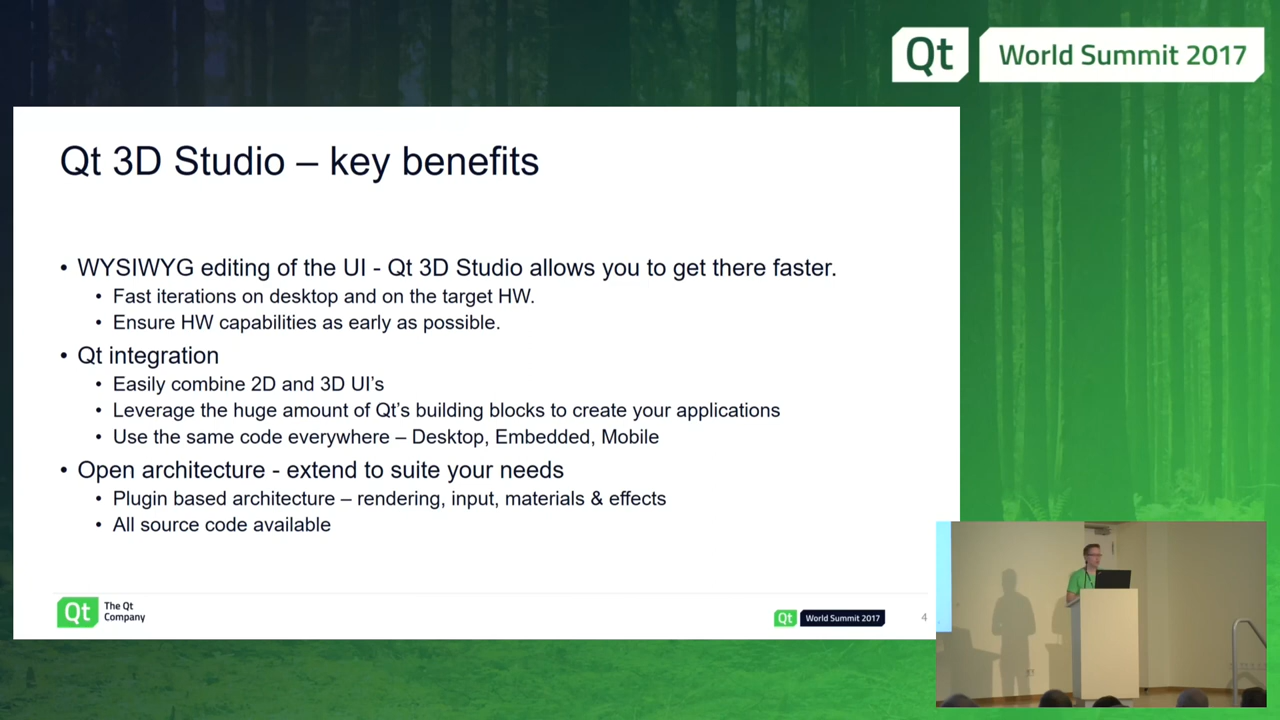 Qt World Summit 2017
Qt 3D Studio – key benefits
• WYSIWYG editing of the UI - Qt 3D Studio allows you to get there faster.
• Fast iterations on desktop and on the target HW.
• Ensure HW capabilities as early as possible.
• Qt integration
• Easily combine 2D and 3D UI’s
• Leverage the huge amount of Qt’s building blocks to create your applications
• Use the same code everywhere – Desktop, Embedded, Mobile
• Open architecture - extend to suite your needs
• Plugin based architecture – rendering, input, materials & effects
• All source code available
Qt The Qt
Company
Qt World Summit 2017
4